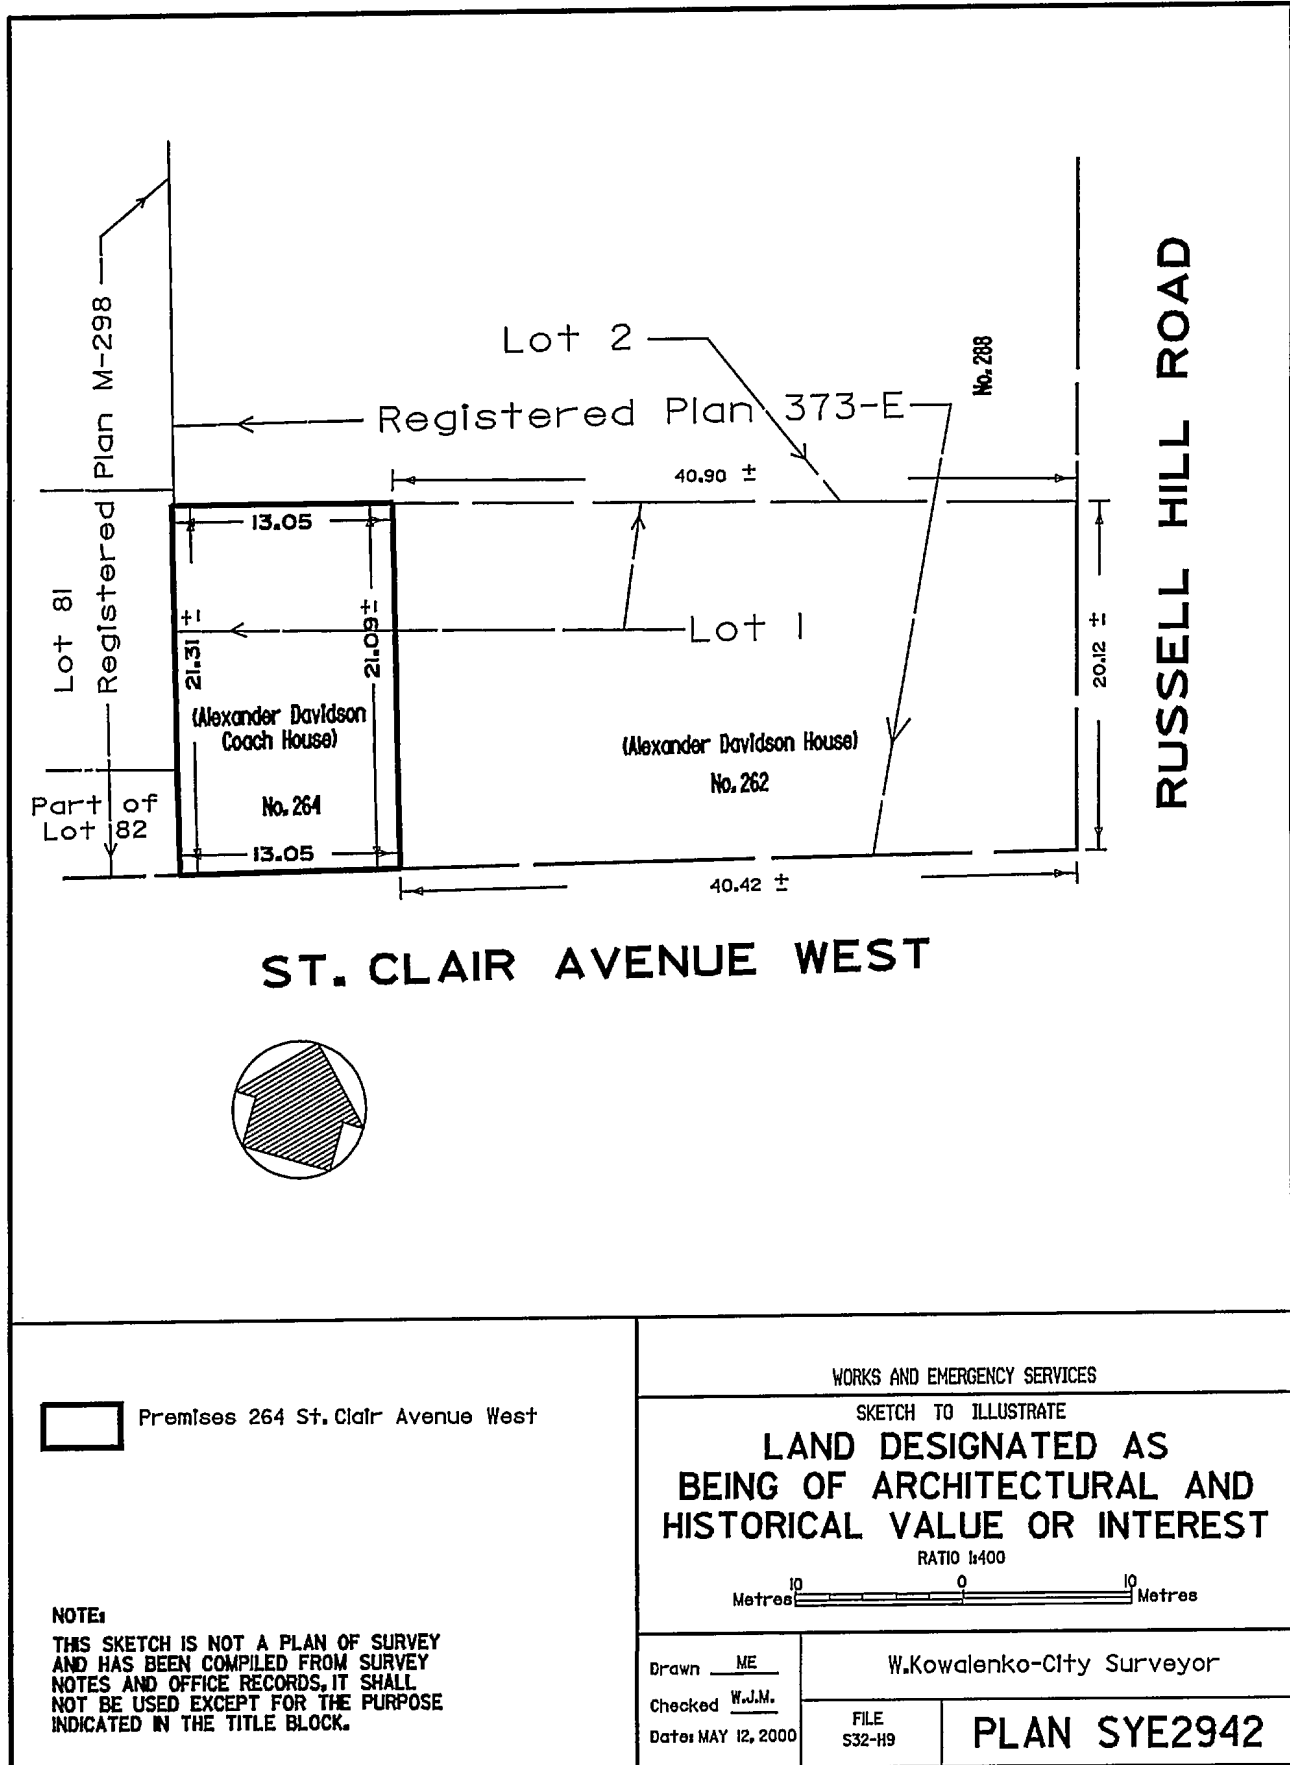 Lot 2
Registered Plan 373-E
No. 288
RUSSELL HILL ROAD
Registered Plan M-298
40.90 ±
13.05
Lot 81
21.31 ±
21.09 ±
Lot 1
20.12 ±
(Alexander Davidson
Coach House)
No. 264
(Alexander Davidson House)
No. 262
Part of
Lot 82
13.05
40.42 ±
ST. CLAIR AVENUE WEST
Premises 264 St. Clair Avenue West
NOTE:
THIS SKETCH IS NOT A PLAN OF SURVEY
AND HAS BEEN COMPILED FROM SURVEY
NOTES AND OFFICE RECORDS, IT SHALL
NOT BE USED EXCEPT FOR THE PURPOSE
INDICATED IN THE TITLE BLOCK.
WORKS AND EMERGENCY SERVICES
SKETCH TO ILLUSTRATE
LAND DESIGNATED AS
BEING OF ARCHITECTURAL AND
HISTORICAL VALUE OR INTEREST
RATIO 1:400
10 0 10
Metres Metres
Drawn ME
Checked W.J.M.
Date: MAY 12, 2000
W.Kowalenko-City Surveyor
FILE
S32-H9
PLAN SYE2942